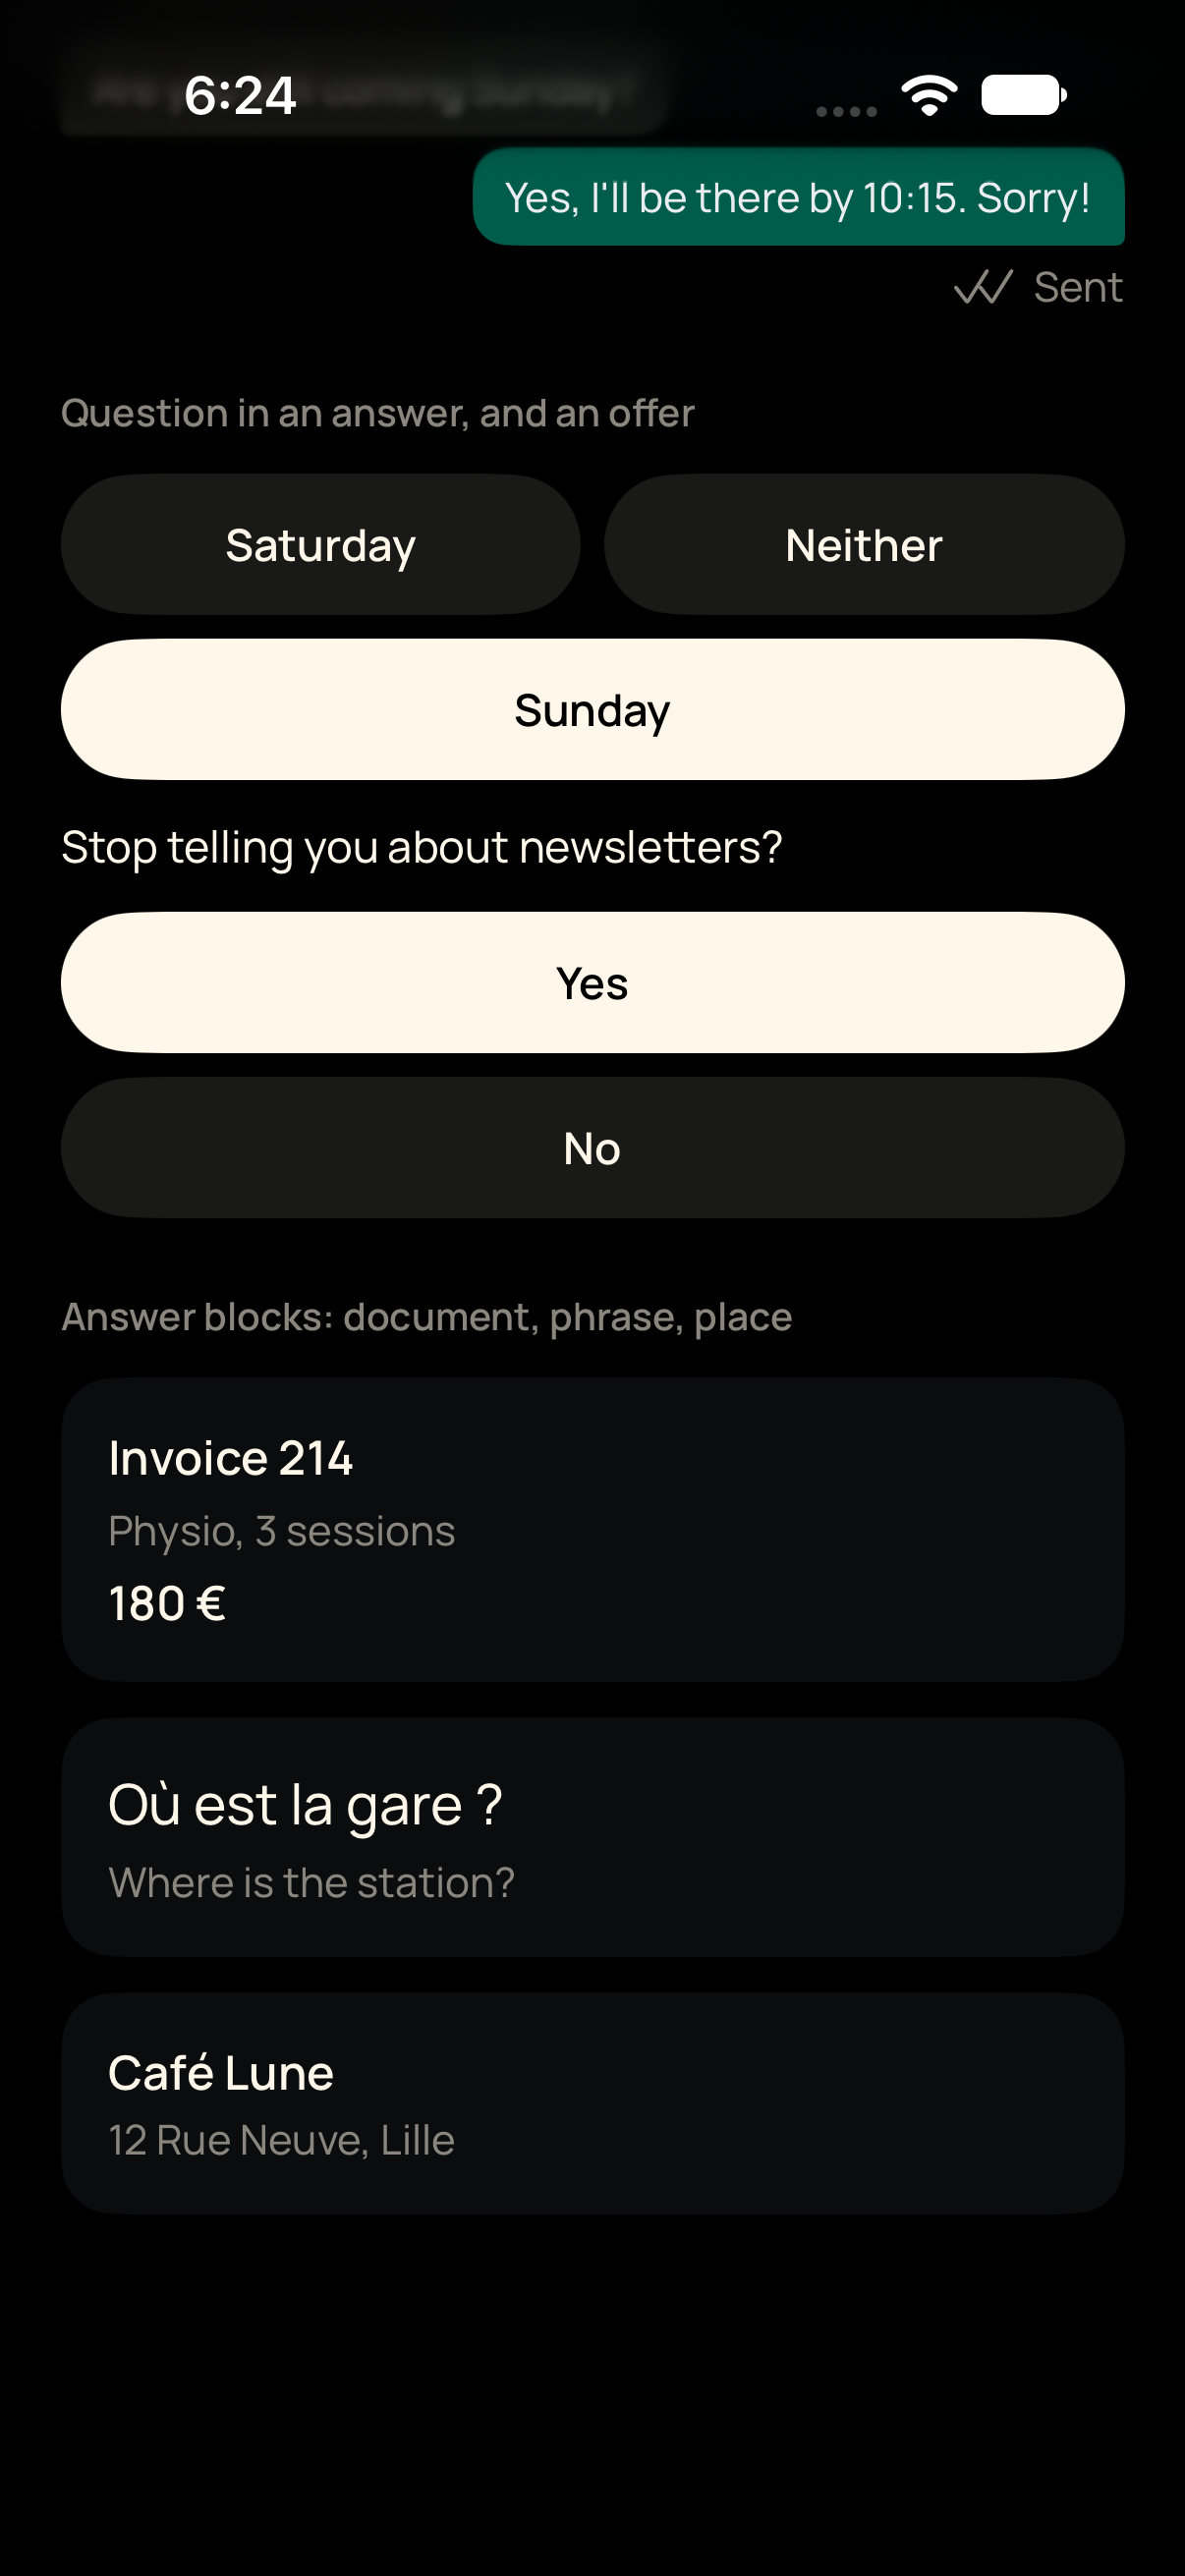 6:24
Yes, I'll be there by 10:15. Sorry!
Sent
Question in an answer, and an offer
Saturday
Neither
Sunday
Stop telling you about newsletters?
Yes
No
Answer blocks: document, phrase, place
Invoice 214
Physio, 3 sessions
180 €
Où est la gare ?
Where is the station?
Café Lune
12 Rue Neuve, Lille